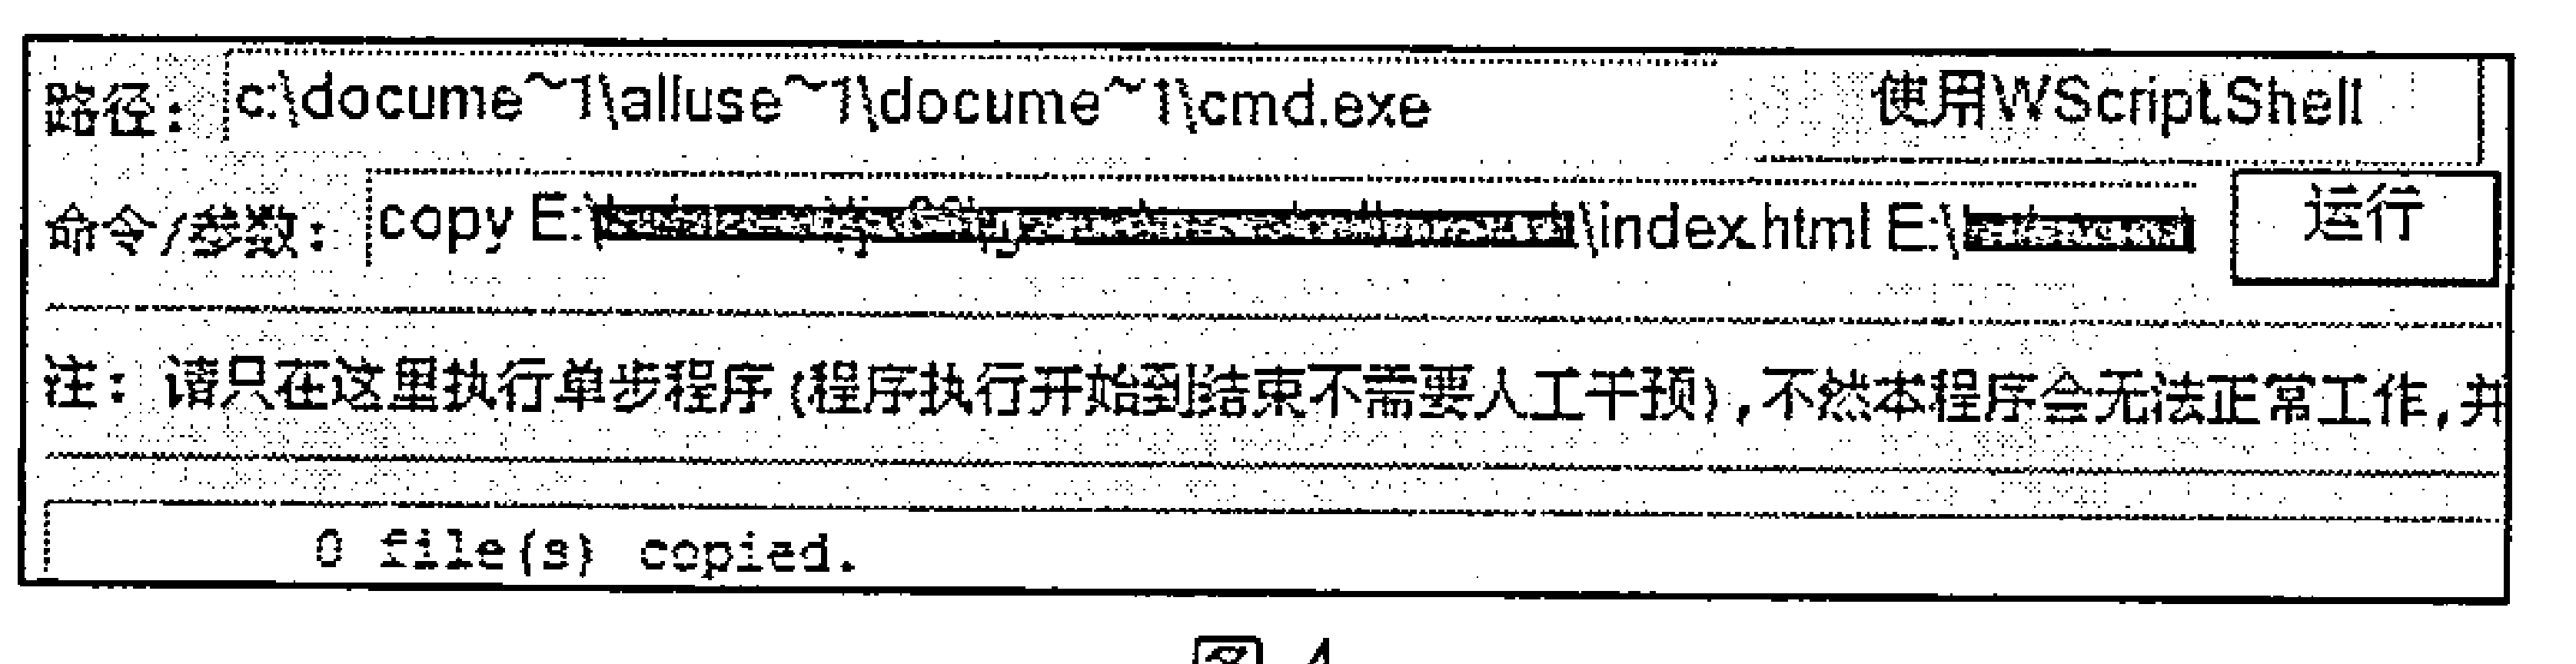 路径: c:\docume~1\alluse~1\docume~1\cmd.exe 使用WScript.Shell
命令/参数: copy E:\ \index.html E:\ 运行
注: 请只在这里执行单步程序(程序执行开始到结束不需要人工干预),不然本程序会无法正常工作,并
0 file(s) copied.
图 4